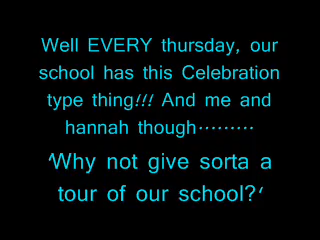 Well EVERY thursday, our
school has this Celebration
type thing!!! And me and
hannah though.........
'Why not give sorta a
tour of our school?'